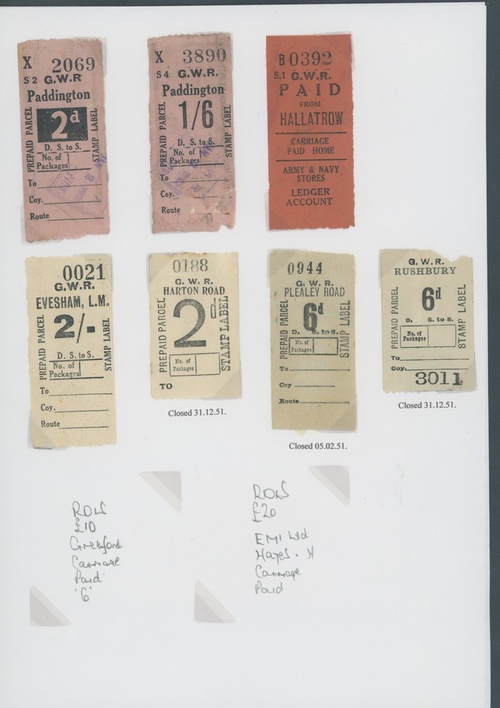 X 2069
S2 G.W.R.
Paddington
PREPAID PARCEL
2d
STAMP LABEL
D. S. to S.
No. of Packages
To
Coy.
Route
X 3890
S4 G.W.R.
Paddington
PREPAID PARCEL
1/6
STAMP LABEL
D. S. to S.
No. of Packages
To
Coy.
Route
B 0392
S.1 G.W.R.
PAID
FROM
HALLATROW
CARRIAGE
PAID HOME
ARMY & NAVY
STORES
LEDGER
ACCOUNT
0021
G.W.R.
EVESHAM, L.M.
PREPAID PARCEL
2/-
STAMP LABEL
D. S. to S.
No. of Packages
To
Coy.
Route
0188
G. W. R.
HARTON ROAD
PREPAID PARCEL
2D
STAMP LABEL
No. of Packages
TO
Closed 31.12.51.
0944
G. W. R.
PLEALEY ROAD
PREPAID PARCEL
6d
STAMP LABEL
D. S. to S.
No. of Packages
To
Coy
Route
Closed 05.02.51.
G. W. R.
RUSHBURY
PREPAID PARCEL
6d
STAMP LABEL
D. S. to S.
No. of Packages
To
Coy.
3011
Closed 31.12.51.
£10
Carriage
Paid
'6'
£20
EMI Ltd
Hayes. H
Carriage
Paid